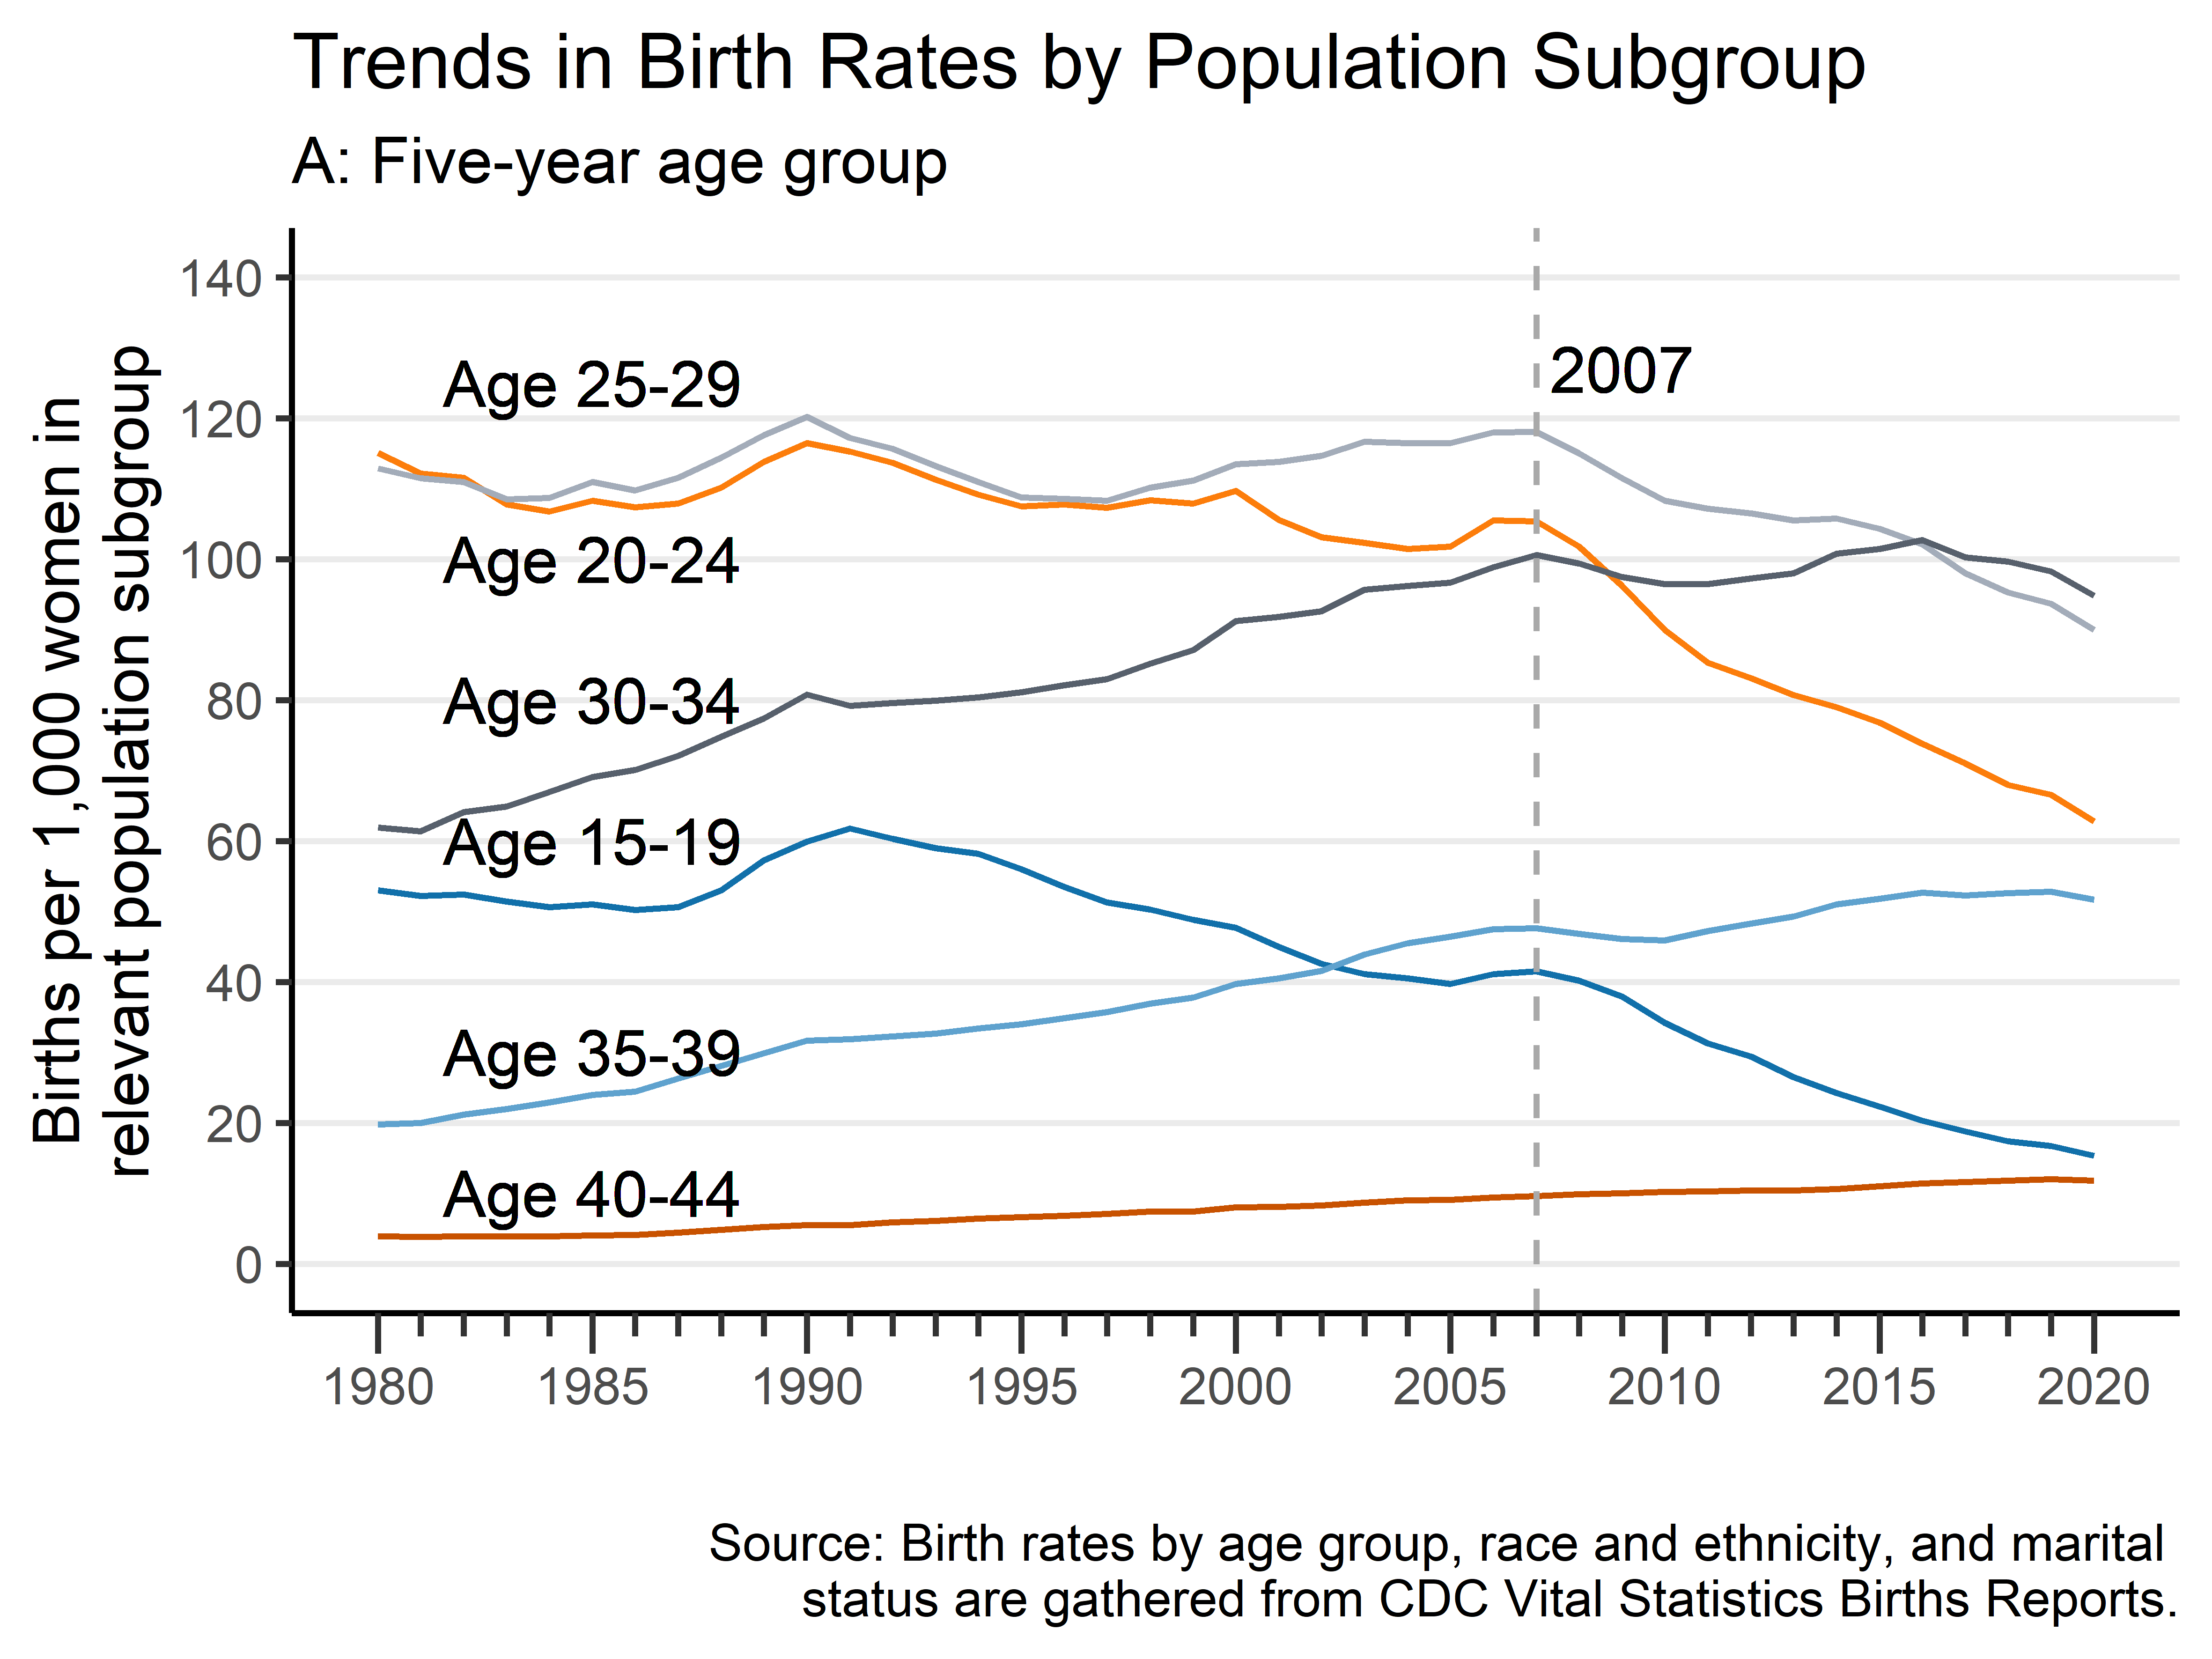 Trends in Birth Rates by Population Subgroup
A: Five-year age group
Births per 1,000 women in
relevant population subgroup
140
120
100
80
60
40
20
0
Age 25-29
2007
Age 20-24
Age 30-34
Age 15-19
Age 35-39
Age 40-44
1980 1985 1990 1995 2000 2005 2010 2015 2020
Source: Birth rates by age group, race and ethnicity, and marital
status are gathered from CDC Vital Statistics Births Reports.